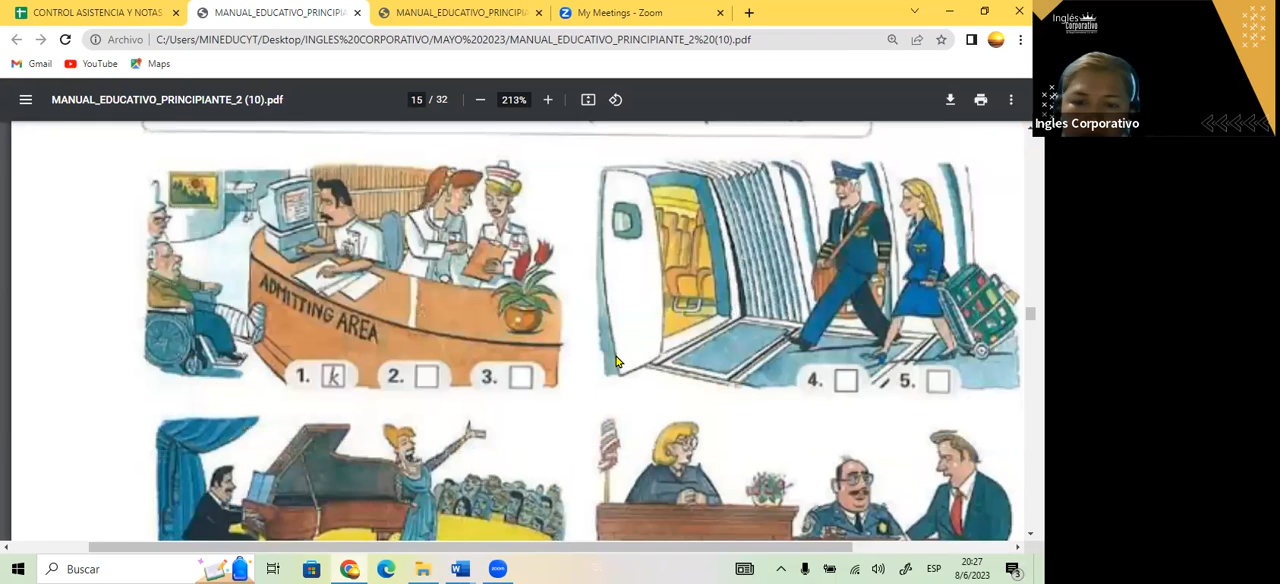 CONTROL ASISTENCIA Y NOTAS
MANUAL_EDUCATIVO_PRINCIPIA
MANUAL_EDUCATIVO_PRINCIPIA
My Meetings - Zoom
Archivo
C:/Users/MINEDUCYT/Desktop/INGLES%20CORPORATIVO/MAYO%202023/MANUAL_EDUCATIVO_PRINCIPIANTE_2%20(10).pdf
Gmail
YouTube
Maps
MANUAL_EDUCATIVO_PRINCIPIANTE_2 (10).pdf
15 / 32
213%
Inglés
Corporativo
Ingles Corporativo
ADMITTING AREA
1. k 2. 3.
4. 5.
Buscar
ESP
20:27
8/6/2023